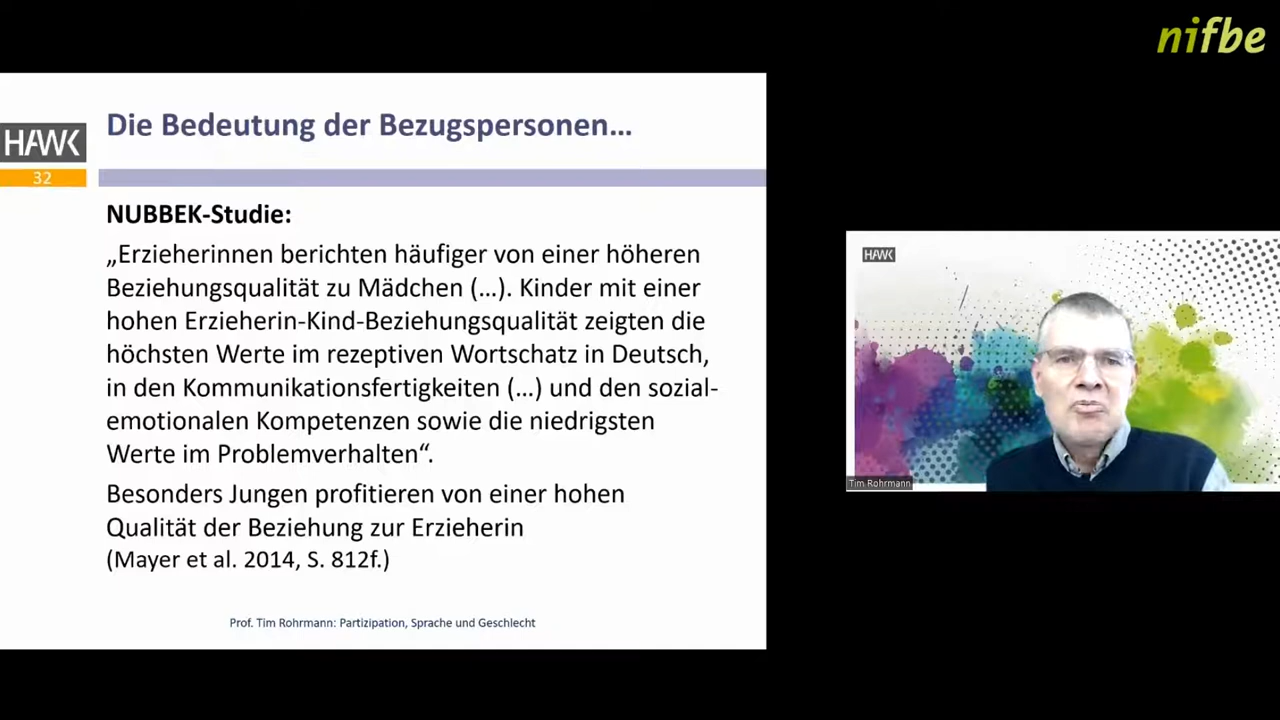 nifbe
HAWK
32
Die Bedeutung der Bezugspersonen...
NUBBEK-Studie:
„Erzieherinnen berichten häufiger von einer höheren
Beziehungsqualität zu Mädchen (...). Kinder mit einer
hohen Erzieherin-Kind-Beziehungsqualität zeigten die
höchsten Werte im rezeptiven Wortschatz in Deutsch,
in den Kommunikationsfertigkeiten (...) und den sozial-
emotionalen Kompetenzen sowie die niedrigsten
Werte im Problemverhalten“.
Besonders Jungen profitieren von einer hohen
Qualität der Beziehung zur Erzieherin
(Mayer et al. 2014, S. 812f.)
Prof. Tim Rohrmann: Partizipation, Sprache und Geschlecht
HAWK
Tim Rohrmann